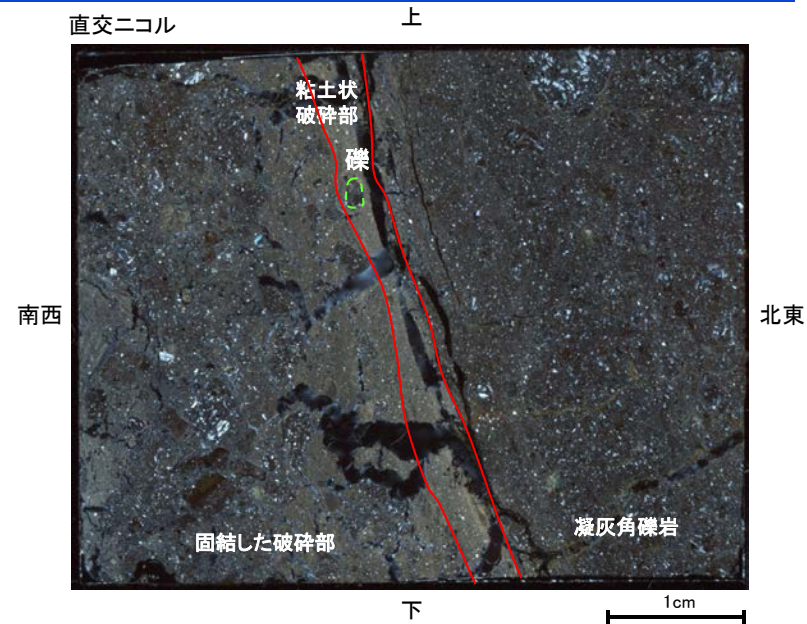 直交ニコル
上
粘土状
破砕部
礫
南西
北東
固結した破砕部
凝灰角礫岩
下
1cm